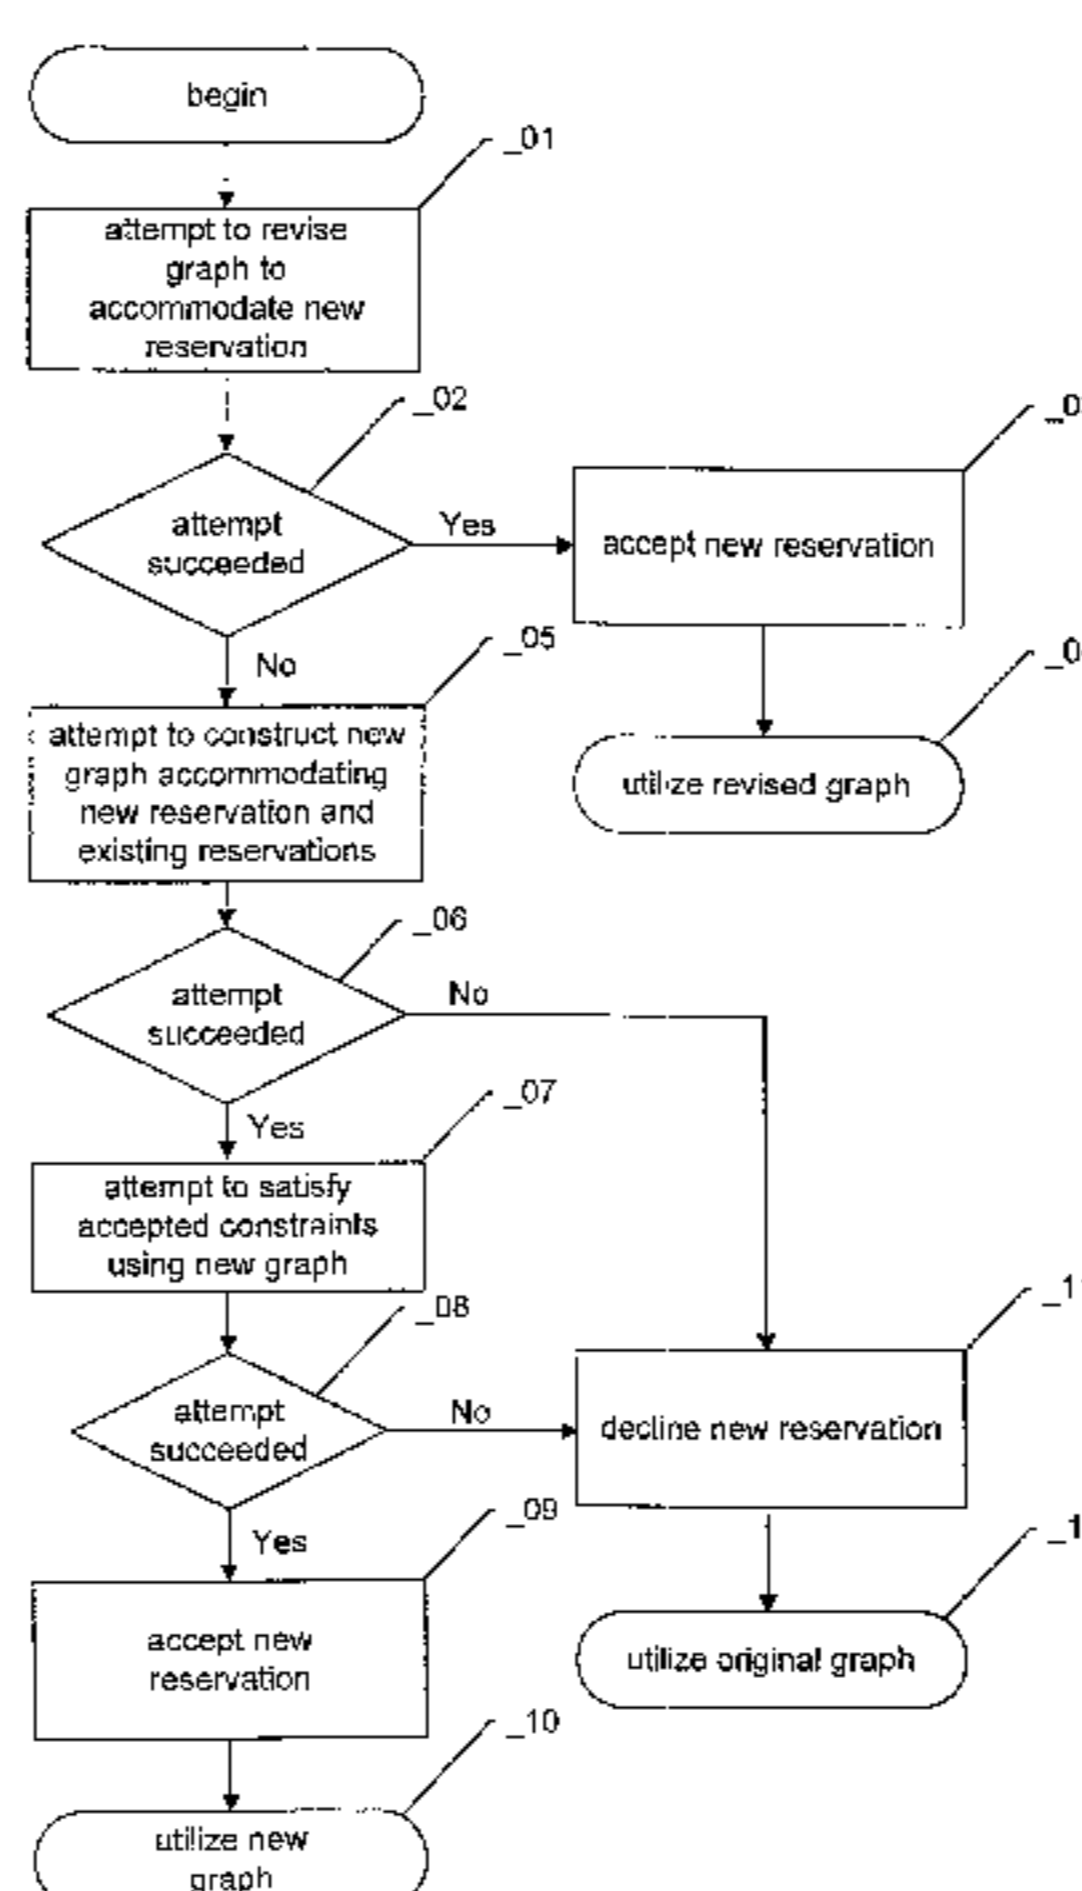 begin
_01
attempt to revise
graph to
accommodate new
reservation
_02
attempt
succeeded
Yes
accept new reservation
No
_05
utilize revised graph
attempt to construct new
graph accommodating
new reservation and
existing reservations
_06
attempt
succeeded
No
Yes
_07
attempt to satisfy
accepted constraints
using new graph
_08
attempt
succeeded
No
decline new reservation
Yes
_09
accept new
reservation
utilize original graph
_10
utilize new
graph